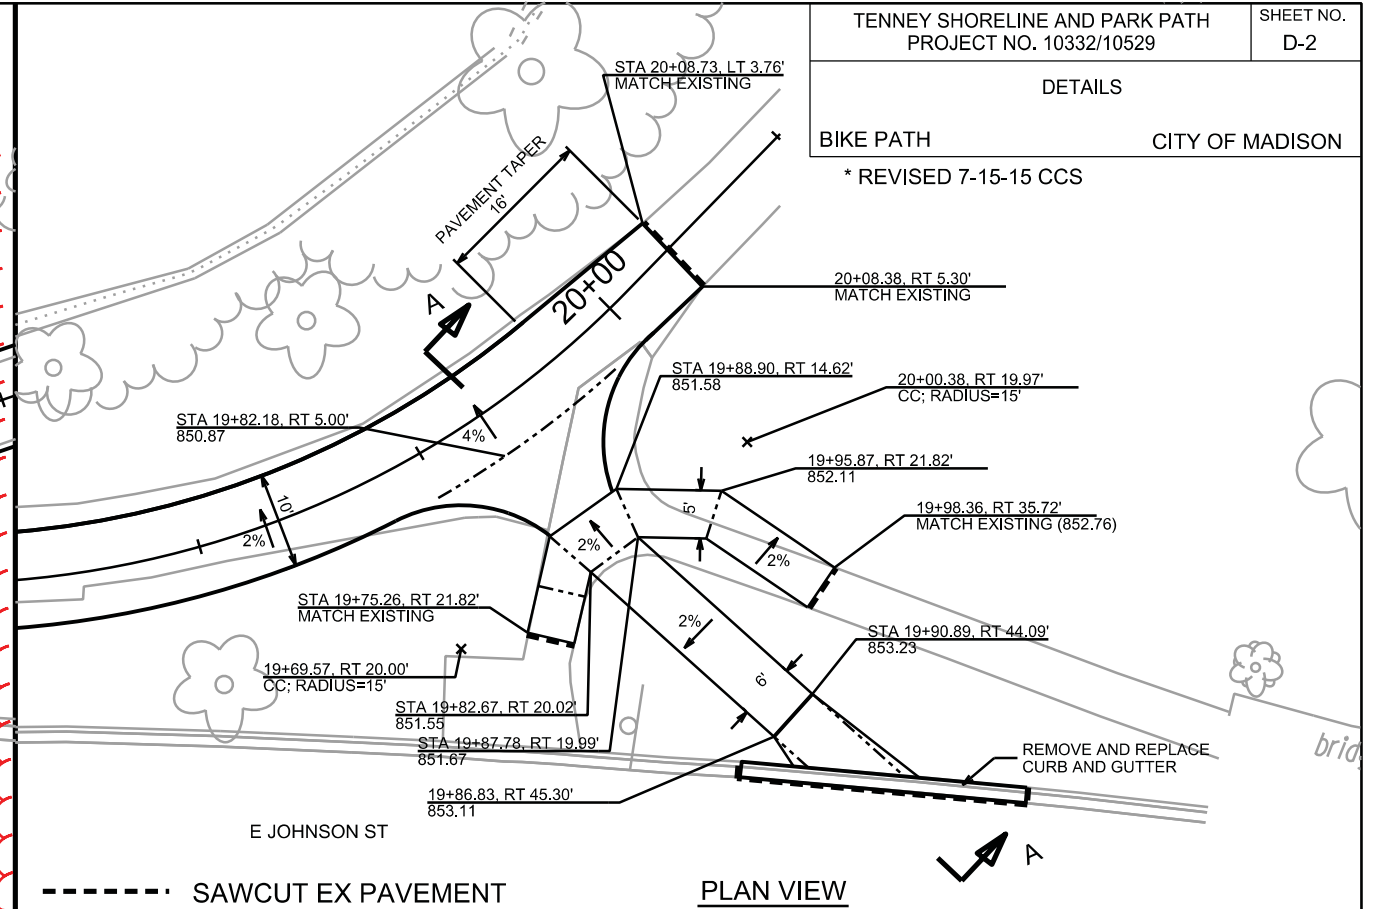 TENNEY SHORELINE AND PARK PATH
PROJECT NO. 10332/10529
SHEET NO.
D-2
DETAILS
BIKE PATH
CITY OF MADISON
* REVISED 7-15-15 CCS
STA 20+08.73, LT 3.76'
MATCH EXISTING
PAVEMENT TAPER
16'
20+00
A
20+08.38, RT 5.30'
MATCH EXISTING
STA 19+88.90, RT 14.62'
851.58
20+00.38, RT 19.97'
CC; RADIUS=15'
STA 19+82.18, RT 5.00'
850.87
4%
19+95.87, RT 21.82'
852.11
10'
2%
5'
19+98.36, RT 35.72'
MATCH EXISTING (852.76)
2%
2%
STA 19+75.26, RT 21.82'
MATCH EXISTING
2%
STA 19+90.89, RT 44.09'
853.23
19+69.57, RT 20.00'
CC; RADIUS=15'
6'
STA 19+82.67, RT 20.02'
851.55
STA 19+87.78, RT 19.99'
851.67
REMOVE AND REPLACE
CURB AND GUTTER
brid
19+86.83, RT 45.30'
853.11
E JOHNSON ST
A
SAWCUT EX PAVEMENT
PLAN VIEW